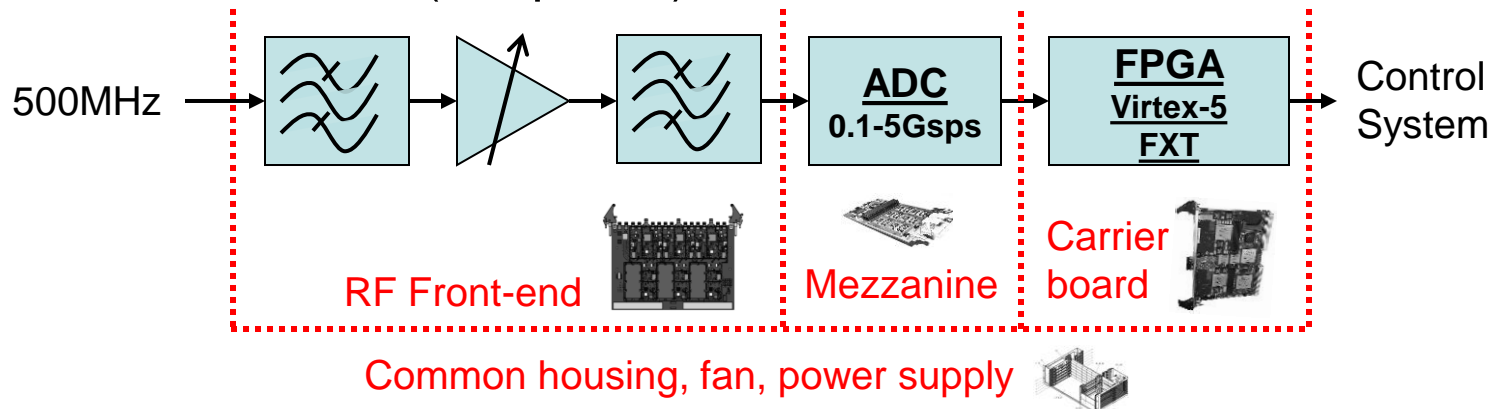 500MHz
ADC
0.1-5Gsps
FPGA
Virtex-5
FXT
Control
System
RF Front-end
Mezzanine
Carrier
board
Common housing, fan, power supply